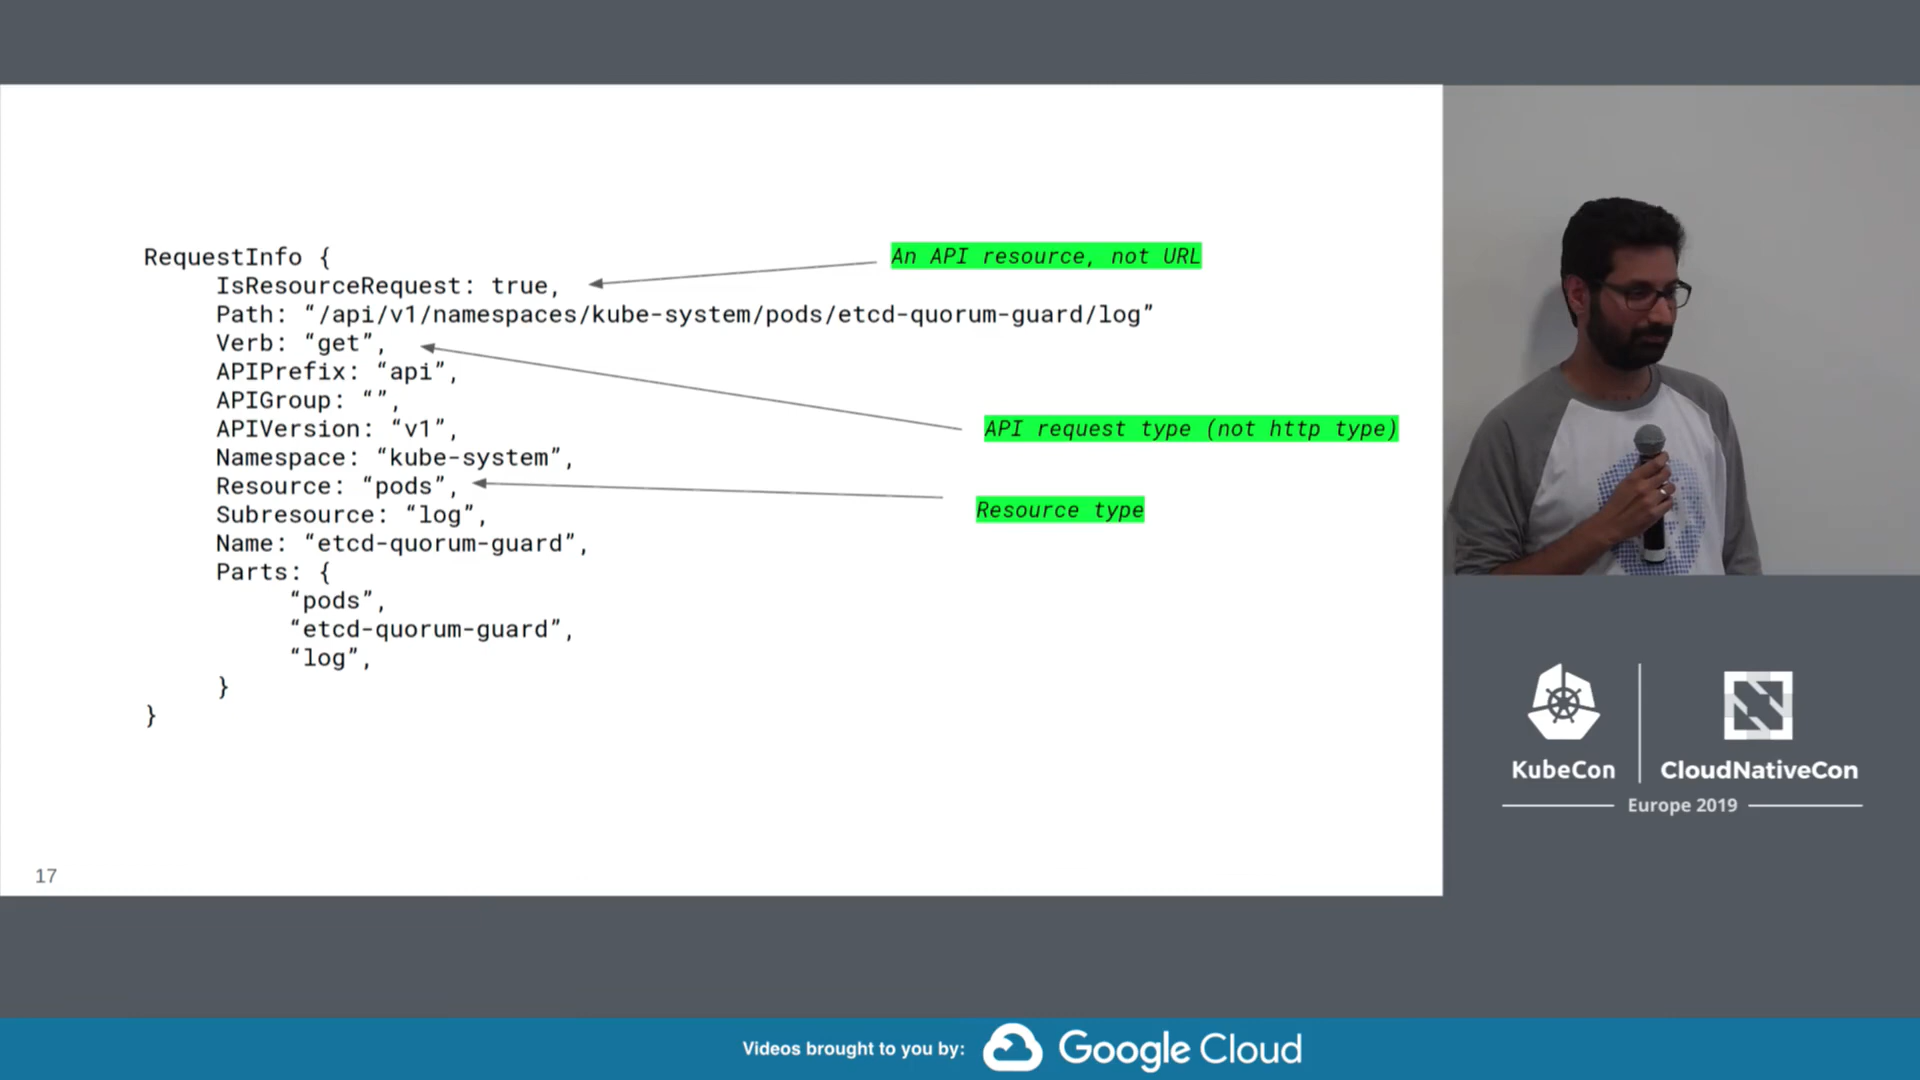 RequestInfo {
IsResourceRequest: true,
Path: “/api/v1/namespaces/kube-system/pods/etcd-quorum-guard/log”
Verb: “get”,
APIPrefix: “api”,
APIGroup: “”,
APIVersion: “v1”,
Namespace: “kube-system”,
Resource: “pods”,
Subresource: “log”,
Name: “etcd-quorum-guard”,
Parts: {
“pods”,
“etcd-quorum-guard”,
“log”,
}
}
An API resource, not URL
API request type (not http type)
Resource type
17
KubeCon
CloudNativeCon
Europe 2019
Videos brought to you by:
Google Cloud